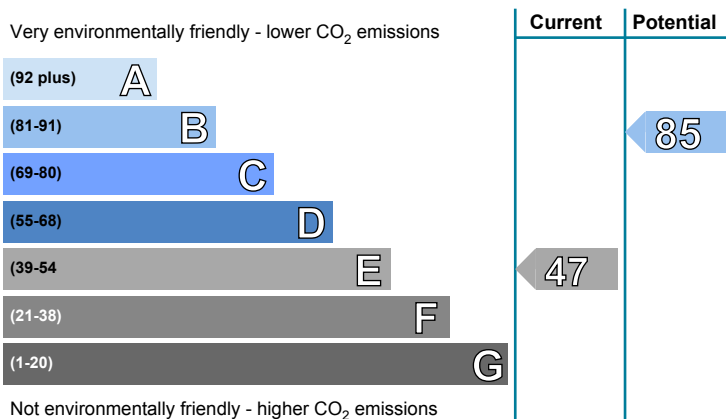 Current Potential
Very environmentally friendly - lower CO2 emissions
(92 plus) A
(81-91) B
85
(69-80) C
(55-68) D
(39-54 E
47
(21-38) F
(1-20) G
Not environmentally friendly - higher CO2 emissions